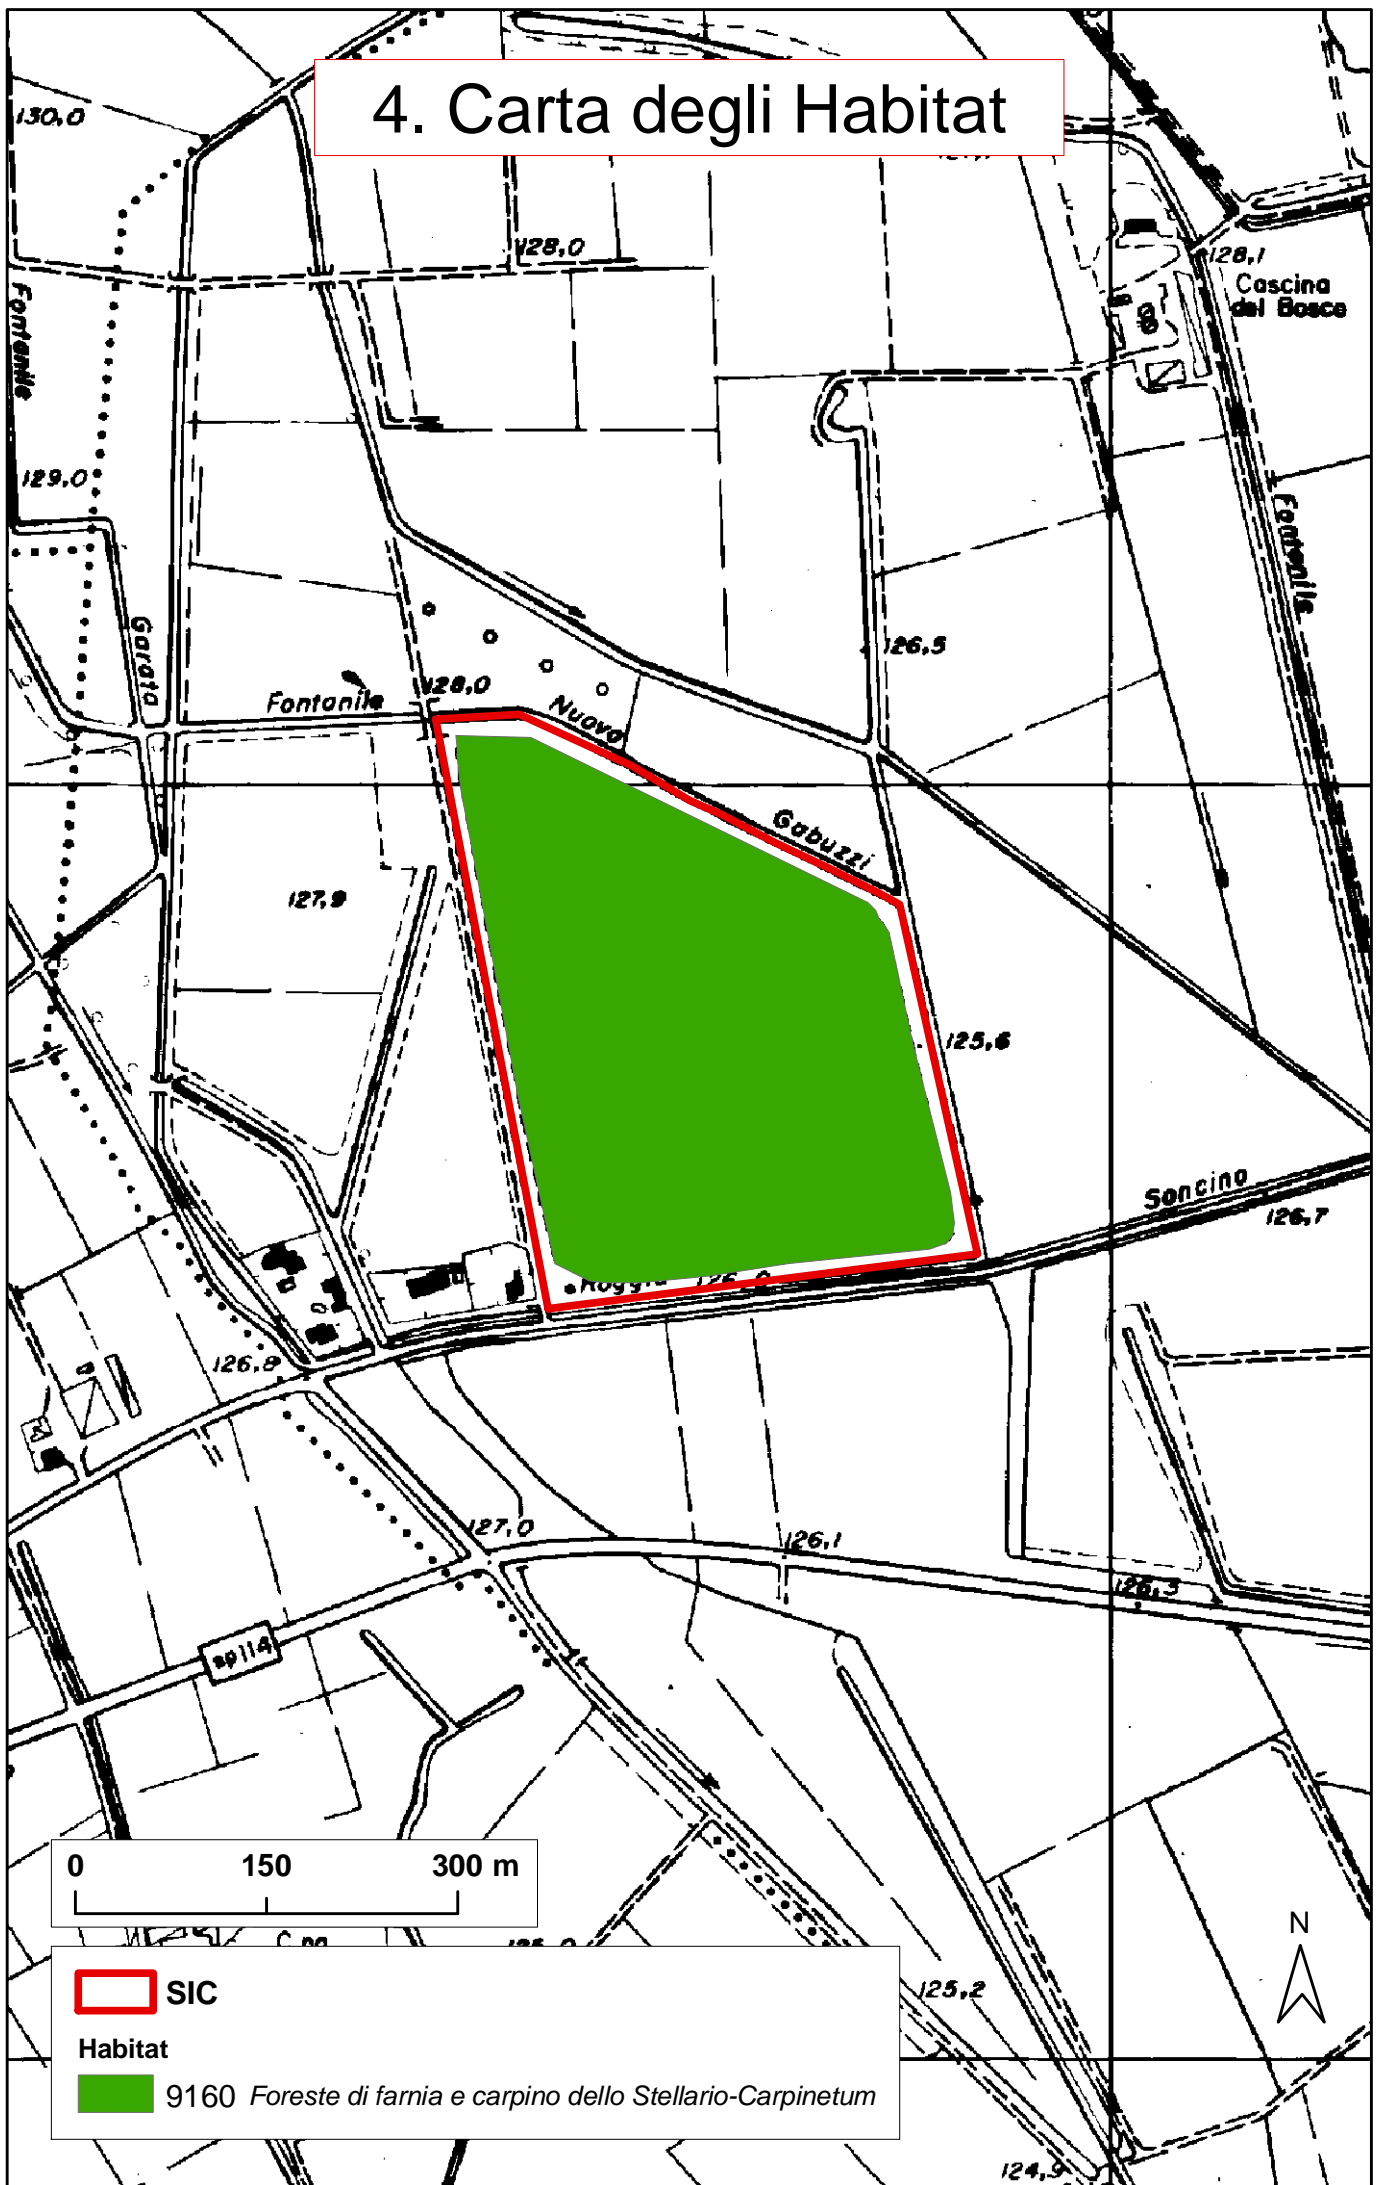 4. Carta degli Habitat
130,0
128,0
128,1
Cascina
del Bosco
Fontanile
129,0
Fontanile
Garata
126,5
128,0
Fontanile
Nuovo
Gabuzzi
127,9
125,6
Soncino
126,7
Roggia
126,8
127,0
126,1
126,3
sp114
0 150 300 m
C.na
125,2
N
SIC
Habitat
9160 Foreste di farnia e carpino dello Stellario-Carpinetum
124,9